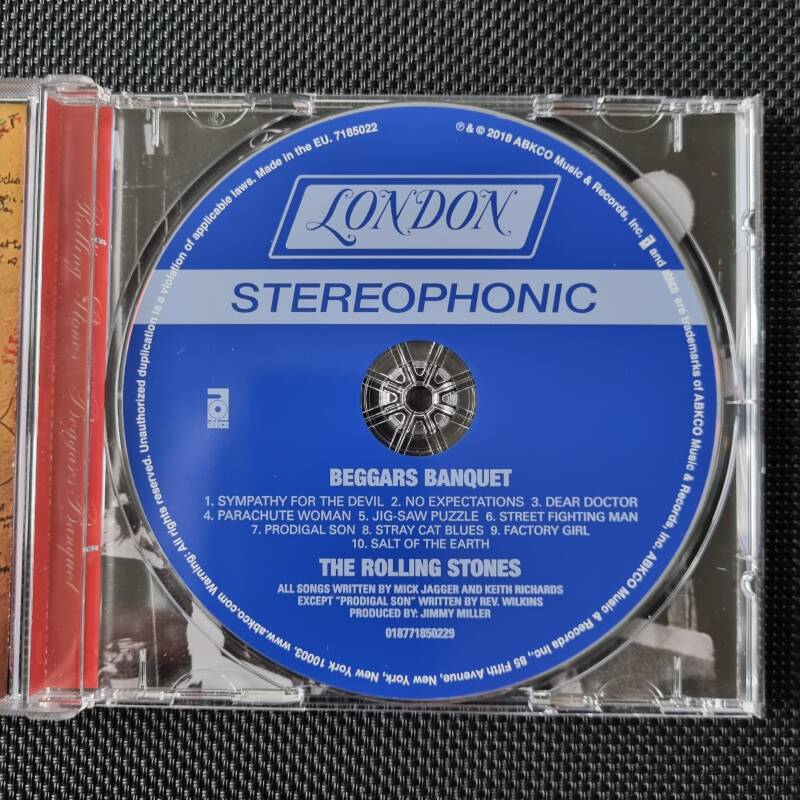 LONDON
STEREOPHONIC
abkco
BEGGARS BANQUET
1. SYMPATHY FOR THE DEVIL 2. NO EXPECTATIONS 3. DEAR DOCTOR
4. PARACHUTE WOMAN 5. JIG-SAW PUZZLE 6. STREET FIGHTING MAN
7. PRODIGAL SON 8. STRAY CAT BLUES 9. FACTORY GIRL
10. SALT OF THE EARTH
THE ROLLING STONES
ALL SONGS WRITTEN BY MICK JAGGER AND KEITH RICHARDS
EXCEPT "PRODIGAL SON" WRITTEN BY REV. WILKINS
PRODUCED BY: JIMMY MILLER
018771850229
℗ & © 2018 ABKCO Music & Records, Inc. and abkco are trademarks of ABKCO Music & Records, Inc. ABKCO Music & Records Inc., 85 Fifth Avenue, New York, New York 10003. www.abkco.com Warning: All rights reserved. Unauthorized duplication is a violation of applicable laws. Made in the EU. 7185022
Rolling Stones Beggars Banquet